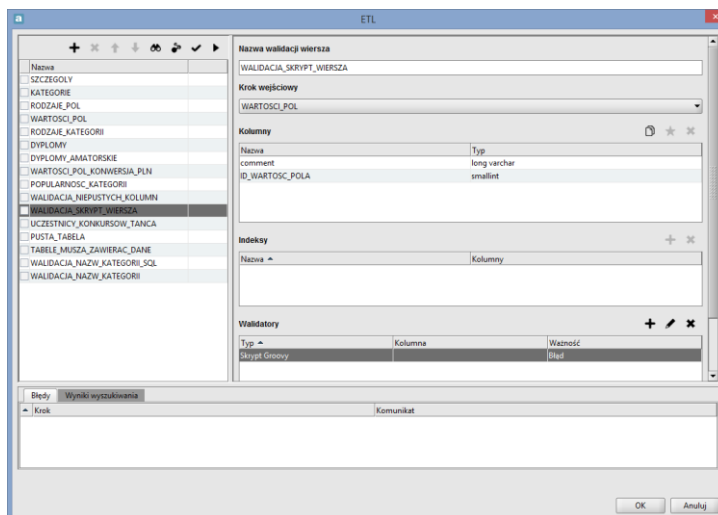 ETL
Nazwa
SZCZEGOLY
KATEGORIE
RODZAJE_POL
WARTOSCI_POL
RODZAJE_KATEGORII
DYPLOMY
DYPLOMY_AMATORSKIE
WARTOSCI_POL_KONWERSJA_PLN
POPULARNOSC_KATEGORII
WALIDACJA_NIEPUSTYCH_KOLUMN
WALIDACJA_SKRYPT_WIERSZA
UCZESTNICY_KONKURSOW_TANCA
PUSTA_TABELA
TABELE_MUSZA_ZAWIERAC_DANE
WALIDACJA_NAZW_KATEGORII_SQL
WALIDACJA_NAZW_KATEGORII
Nazwa walidacji wiersza
WALIDACJA_SKRYPT_WIERSZA
Krok wejściowy
WARTOSCI_POL
Kolumny
Nazwa Typ
comment long varchar
ID_WARTOSC_POLA smallint
Indeksy
Nazwa Kolumny
Walidatory
Typ Kolumna Ważność
Skrypt Groovy Błąd
Błędy Wyniki wyszukiwania
Krok Komunikat
OK Anuluj